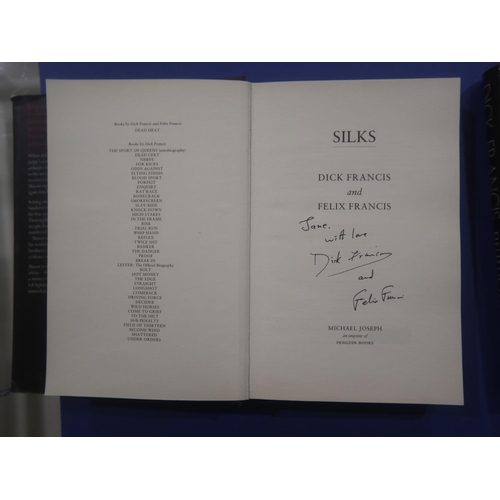 Books by Dick Francis and Felix Francis
DEAD HEAT
Books by Dick Francis
THE SPORT OF QUEENS (autobiography)
DEAD CERT
NERVE
FOR KICKS
ODDS AGAINST
FLYING FINISH
BLOOD SPORT
FORFEIT
ENQUIRY
RAT RACE
BONECRACK
SMOKESCREEN
SLAY-RIDE
KNOCK DOWN
HIGH STAKES
IN THE FRAME
RISK
TRIAL RUN
WHIP HAND
REFLEX
TWICE SHY
BANKER
THE DANGER
PROOF
BREAK IN
LESTER: The Official Biography
BOLT
HOT MONEY
THE EDGE
STRAIGHT
LONGSHOT
COMEBACK
DRIVING FORCE
DECIDER
WILD HORSES
COME TO GRIEF
TO THE HILT
10-lb PENALTY
FIELD OF THIRTEEN
SECOND WIND
SHATTERED
UNDER ORDERS
SILKS
DICK FRANCIS
and
FELIX FRANCIS
Jane,
with love
Dick Francis
and
Felix Francis
MICHAEL JOSEPH
an imprint of
PENGUIN BOOKS